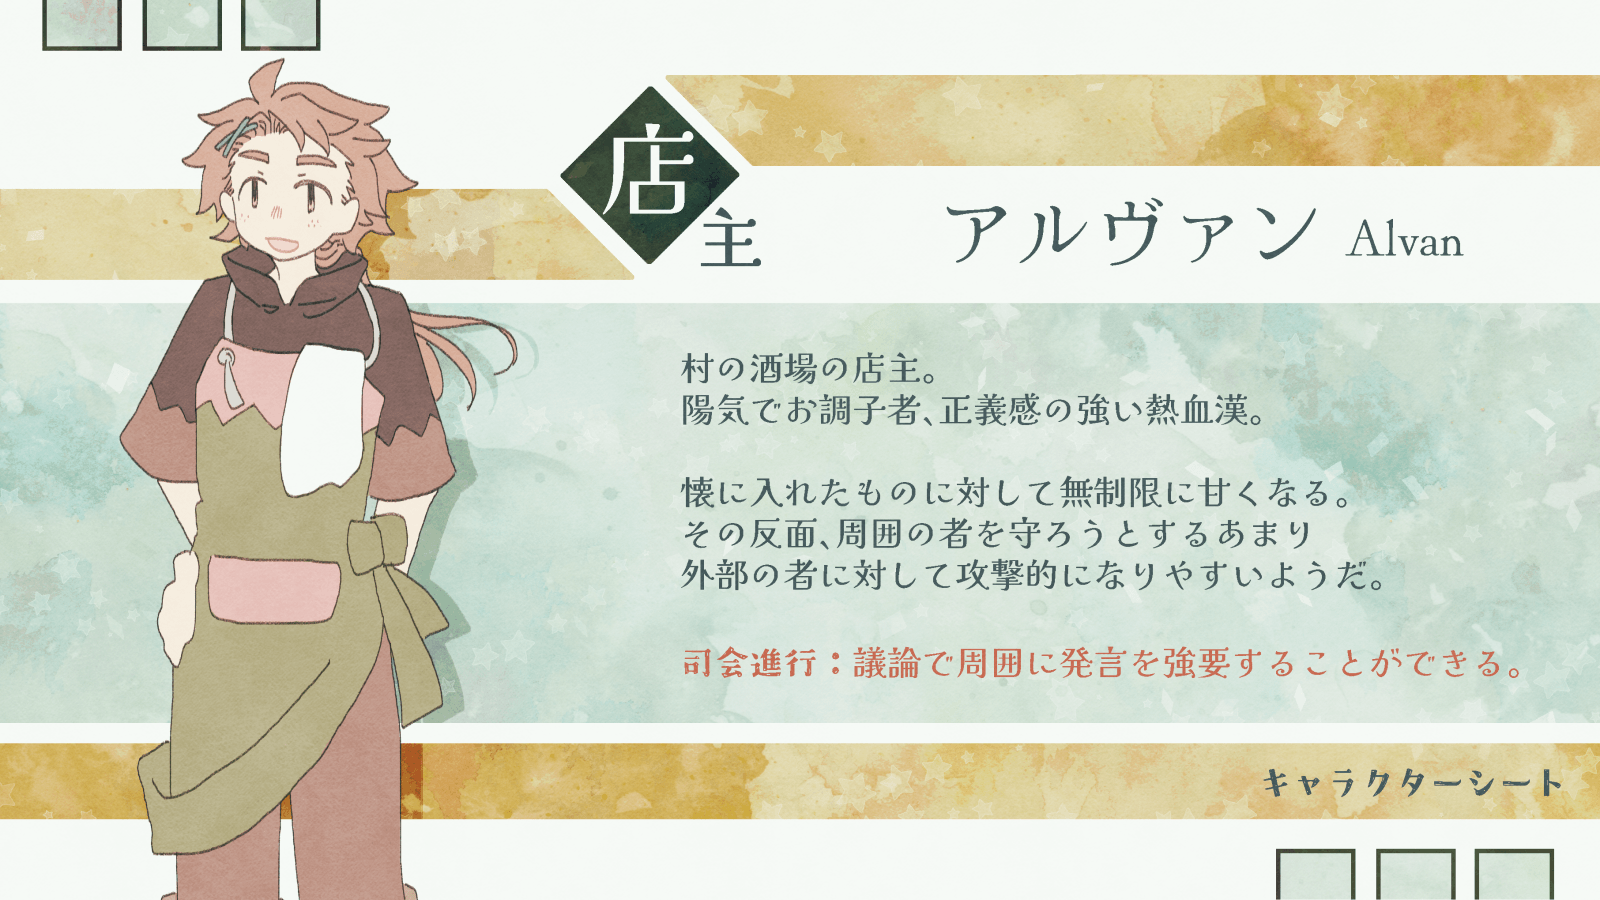 店主
アルヴァン Alvan
村の酒場の店主。
陽気でお調子者、正義感の強い熱血漢。
懐に入れたものに対して無制限に甘くなる。
その反面、周囲の者を守ろうとするあまり
外部の者に対して攻撃的になりやすいようだ。
司会進行：議論で周囲に発言を強要することができる。
キャラクターシート